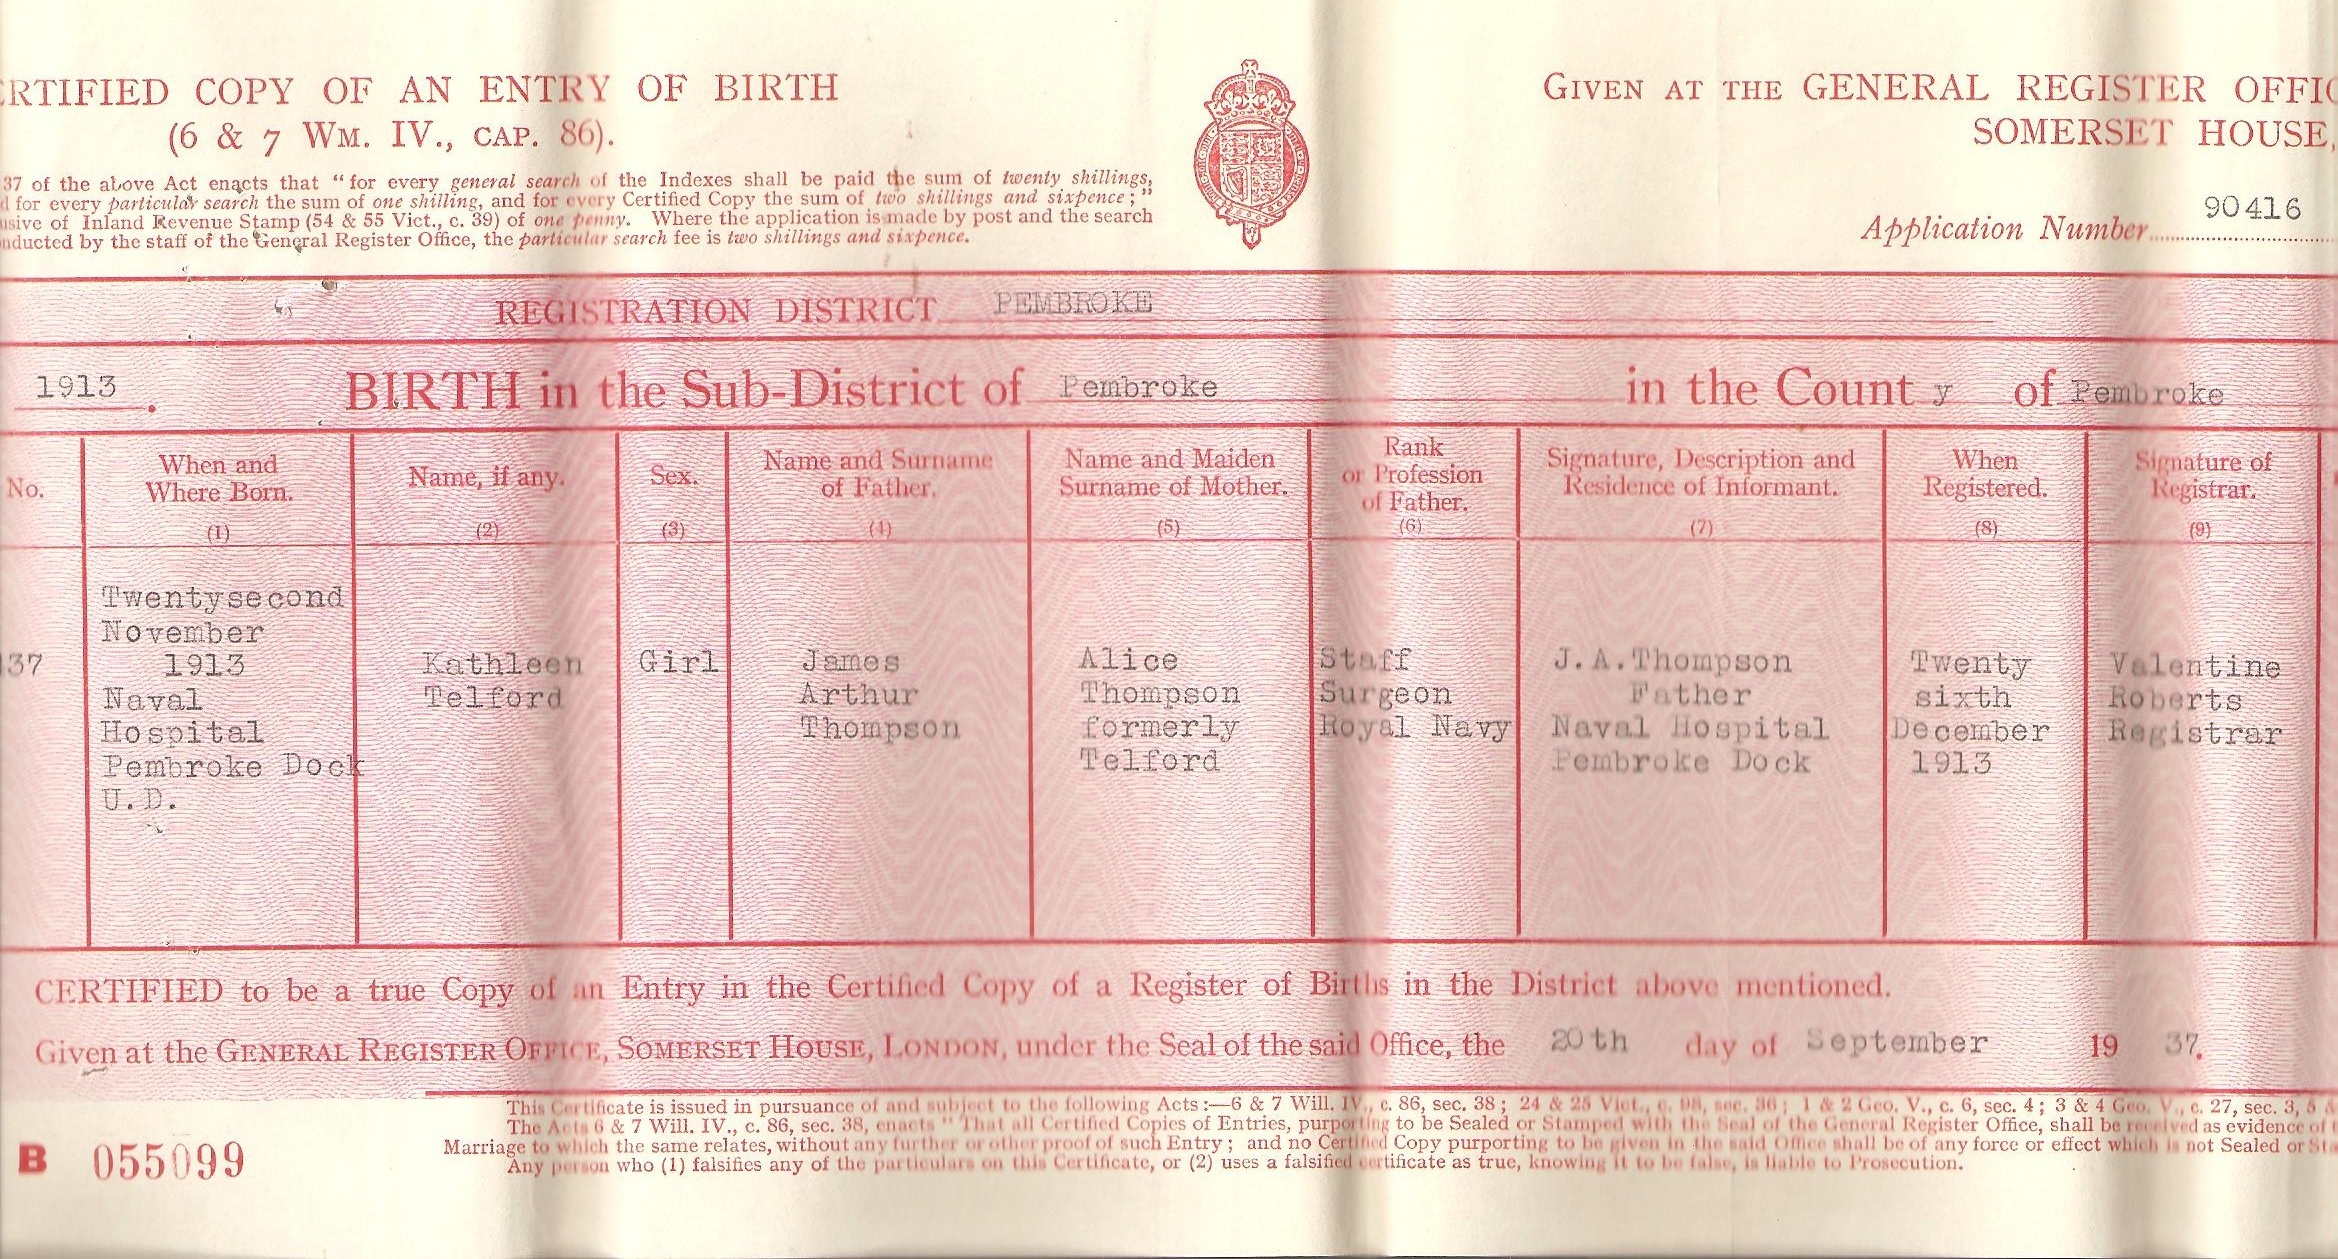 ERTIFIED COPY OF AN ENTRY OF BIRTH
(6 & 7 WM. IV., CAP. 86).
37 of the above Act enacts that "for every general search of the Indexes shall be paid the sum of twenty shillings,
d for every particular search the sum of one shilling, and for every Certified Copy the sum of two shillings and sixpence;"
usive of Inland Revenue Stamp (54 & 55 Vict., c. 39) of one penny. Where the application is made by post and the search
nducted by the staff of the General Register Office, the particular search fee is two shillings and sixpence.
GIVEN AT THE GENERAL REGISTER OFFIC
SOMERSET HOUSE,
Application Number 90416
REGISTRATION DISTRICT PEMBROKE
1913. BIRTH in the Sub-District of Pembroke in the County of Pembroke
No.
When and
Where Born.
(1)
Name, if any.
(2)
Sex.
(3)
Name and Surname
of Father.
(4)
Name and Maiden
Surname of Mother.
(5)
Rank
or Profession
of Father.
(6)
Signature, Description and
Residence of Informant.
(7)
When
Registered.
(8)
Signature of
Registrar.
(9)
37
Twentysecond
November
1913
Naval
Hospital
Pembroke Dock
U.D.
Kathleen
Telford
Girl
James
Arthur
Thompson
Alice
Thompson
formerly
Telford
Staff
Surgeon
Royal Navy
J.A.Thompson
Father
Naval Hospital
Pembroke Dock
Twenty
sixth
December
1913
Valentine
Roberts
Registrar
CERTIFIED to be a true Copy of an Entry in the Certified Copy of a Register of Births in the District above mentioned.
Given at the GENERAL REGISTER OFFICE, SOMERSET HOUSE, LONDON, under the Seal of the said Office, the 20th day of September 19 37.
This Certificate is issued in pursuance of and subject to the following Acts:—6 & 7 Will. IV., c. 86, sec. 38; 24 & 25 Vict., c. 98, sec. 36; 1 & 2 Geo. V., c. 6, sec. 4; 3 & 4 Geo. V., c. 27, sec. 3, 5 &
The Acts 6 & 7 Will. IV., c. 86, sec. 38, enacts "That all Certified Copies of Entries, purporting to be Sealed or Stamped with the Seal of the General Register Office, shall be received as evidence of t
Marriage to which the same relates, without any further or other proof of such Entry; and no Certified Copy purporting to be given in the said Office shall be of any force or effect which is not Sealed or Sta
Any person who (1) falsifies any of the particulars on this Certificate, or (2) uses a falsified certificate as true, knowing it to be false, is liable to Prosecution.
B 055099